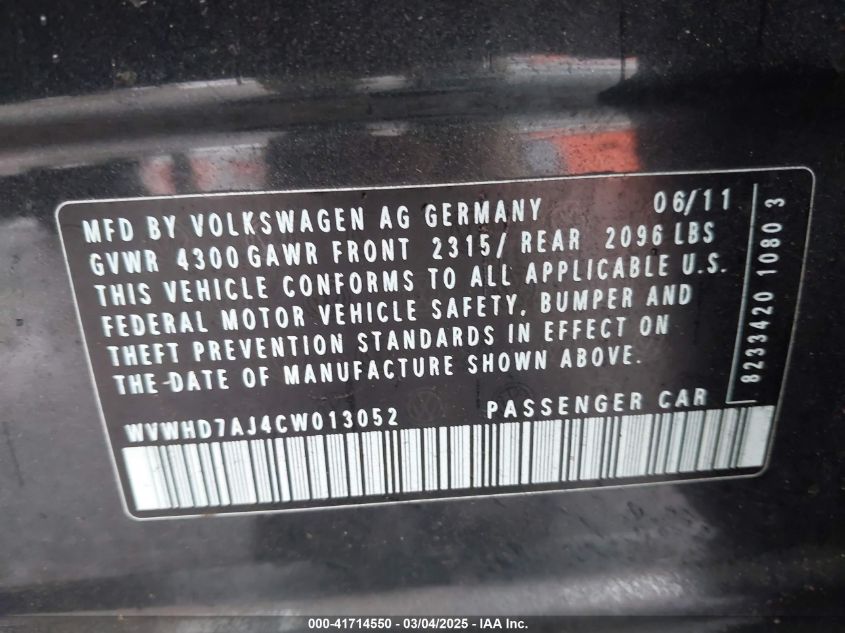 MFD BY VOLKSWAGEN AG GERMANY 06/11
GVWR 4300 GAWR FRONT 2315/ REAR 2096 LBS
THIS VEHICLE CONFORMS TO ALL APPLICABLE U.S.
FEDERAL MOTOR VEHICLE SAFETY, BUMPER AND
THEFT PREVENTION STANDARDS IN EFFECT ON
THE-DATE OF MANUFACTURE SHOWN ABOVE.
WVWHD7AJ4CW013052 PASSENGER CAR
8233420 1080 3
000-41714550 - 03/04/2025 - IAA Inc.